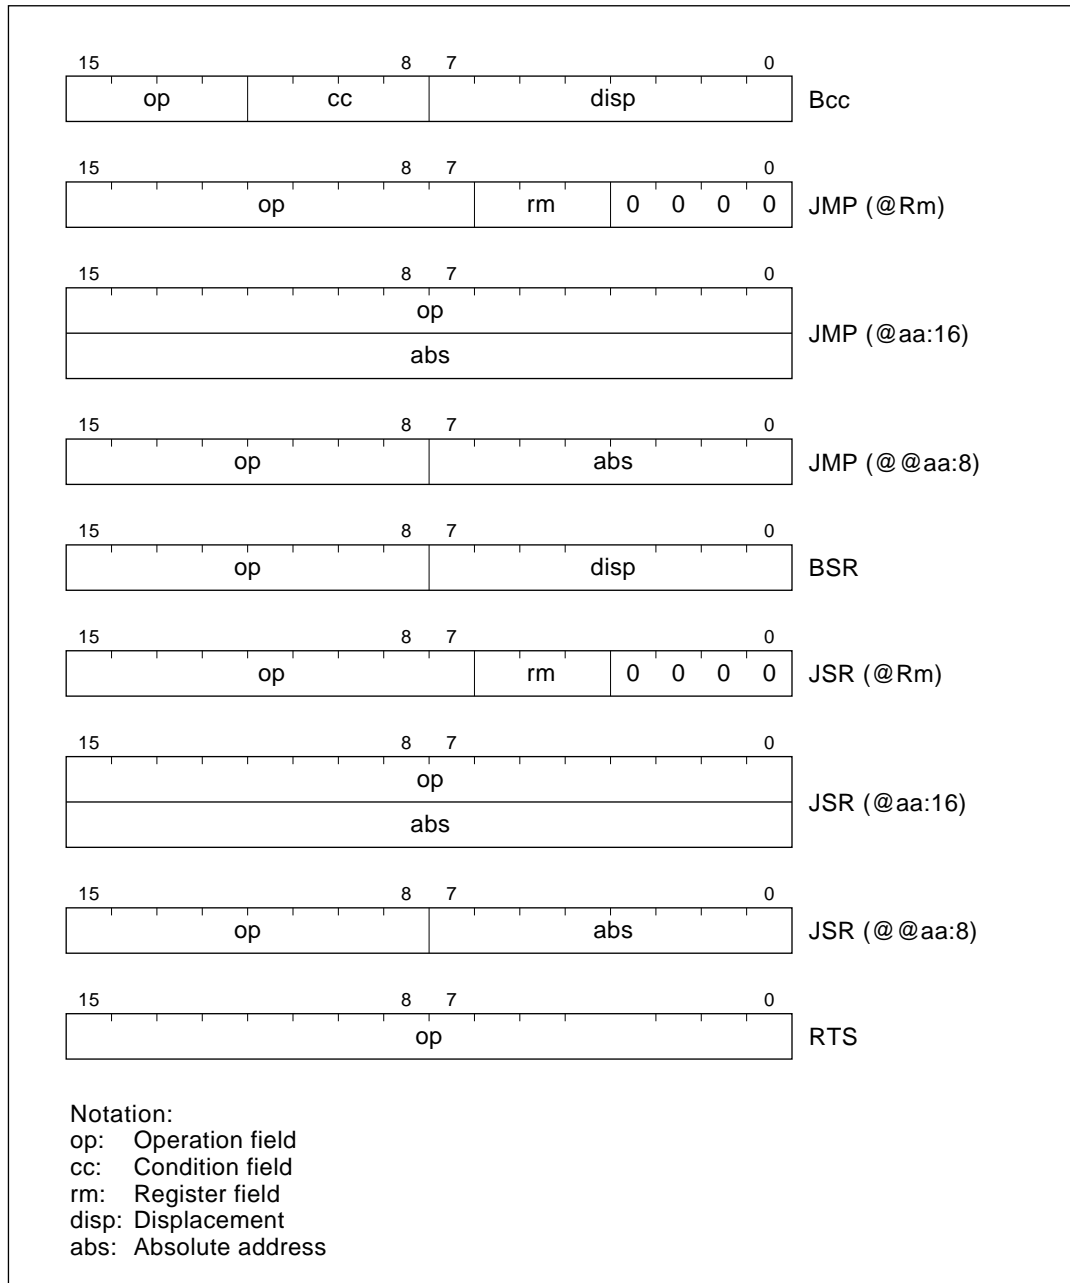 15 8 7 0
op cc disp Bcc
15 8 7 0
op rm 0 0 0 0 JMP (@Rm)
15 8 7 0
op
JMP (@aa:16)
abs
15 8 7 0
op abs JMP (@@aa:8)
15 8 7 0
op disp BSR
15 8 7 0
op rm 0 0 0 0 JSR (@Rm)
15 8 7 0
op
JSR (@aa:16)
abs
15 8 7 0
op abs JSR (@@aa:8)
15 8 7 0
op RTS
Notation:
op: Operation field
cc: Condition field
rm: Register field
disp: Displacement
abs: Absolute address